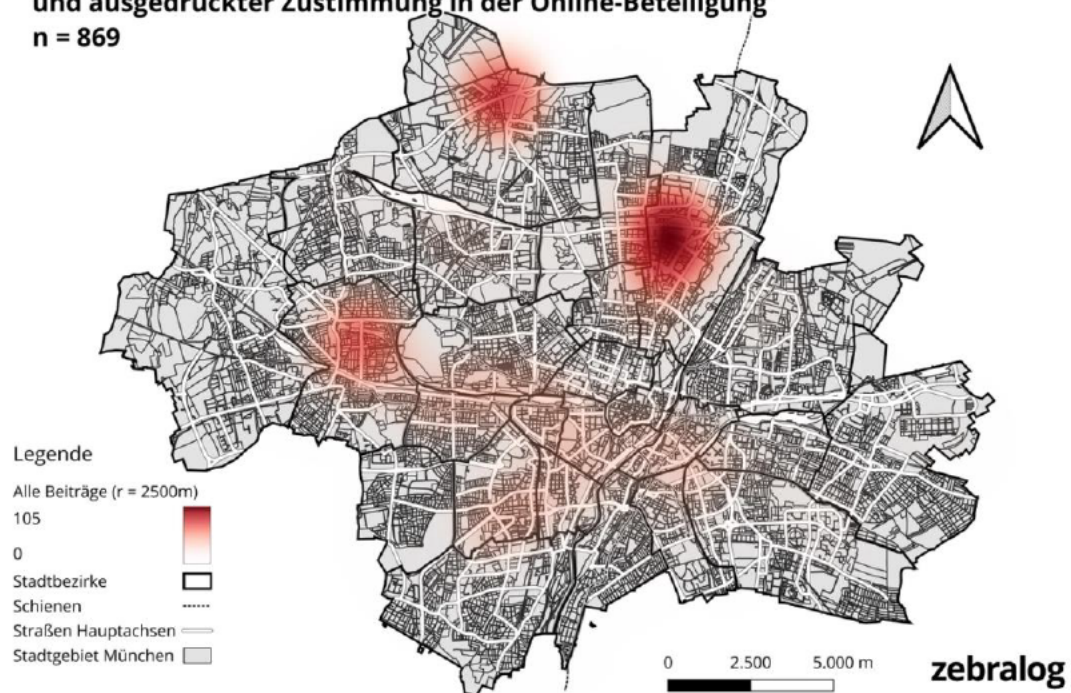 und ausgedrückter Zustimmung in der Online-Beteiligung
n = 869
Legende
Alle Beiträge (r = 2500m)
105
0
Stadtbezirke
Schienen
Straßen Hauptachsen
Stadtgebiet München
0 2.500 5.000 m
zebralog